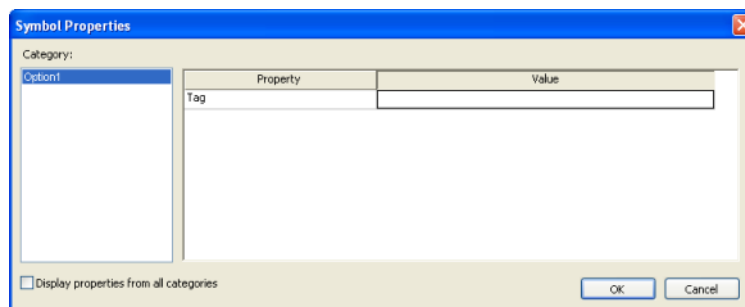 Symbol Properties
Category:
Option1
Property Value
Tag
Display properties from all categories
OK Cancel